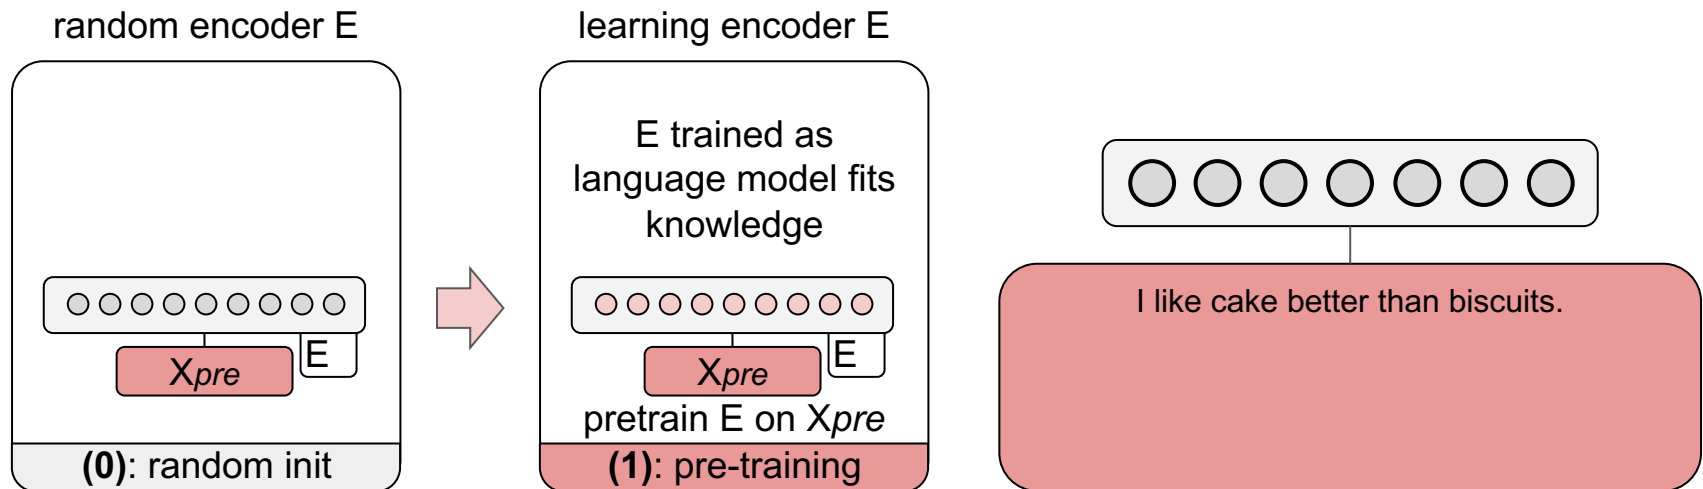 random encoder E
learning encoder E
E trained as
language model fits
knowledge
E
Xpre
E
Xpre
pretrain E on Xpre
(0): random init
(1): pre-training
I like cake better than biscuits.